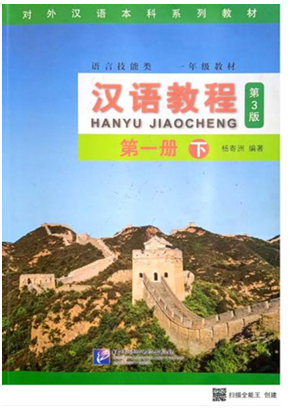 对外汉语本科系列教材
语言技能类 一年级教材
汉语教程
第3版
HANYU JIAOCHENG
第一册 下
杨寄洲 编著
扫描全能王 创建